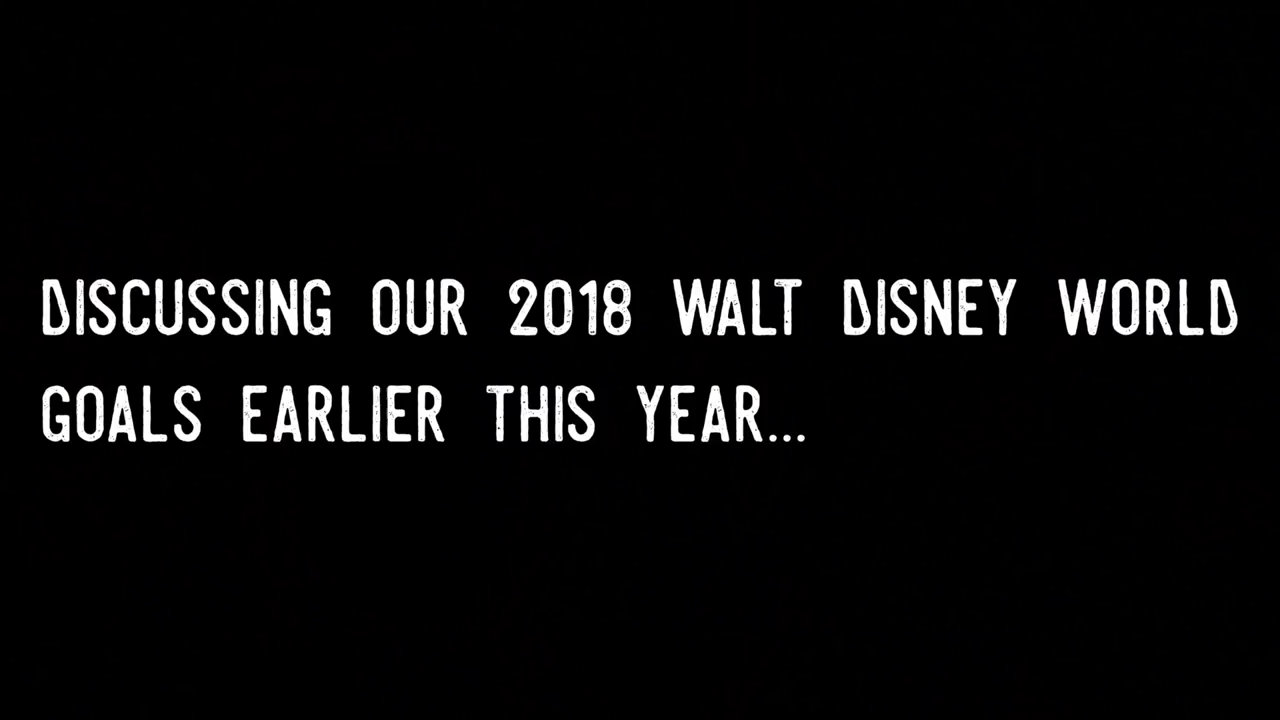 DISCUSSING OUR 2018 WALT DISNEY WORLD
GOALS EARLIER THIS YEAR...